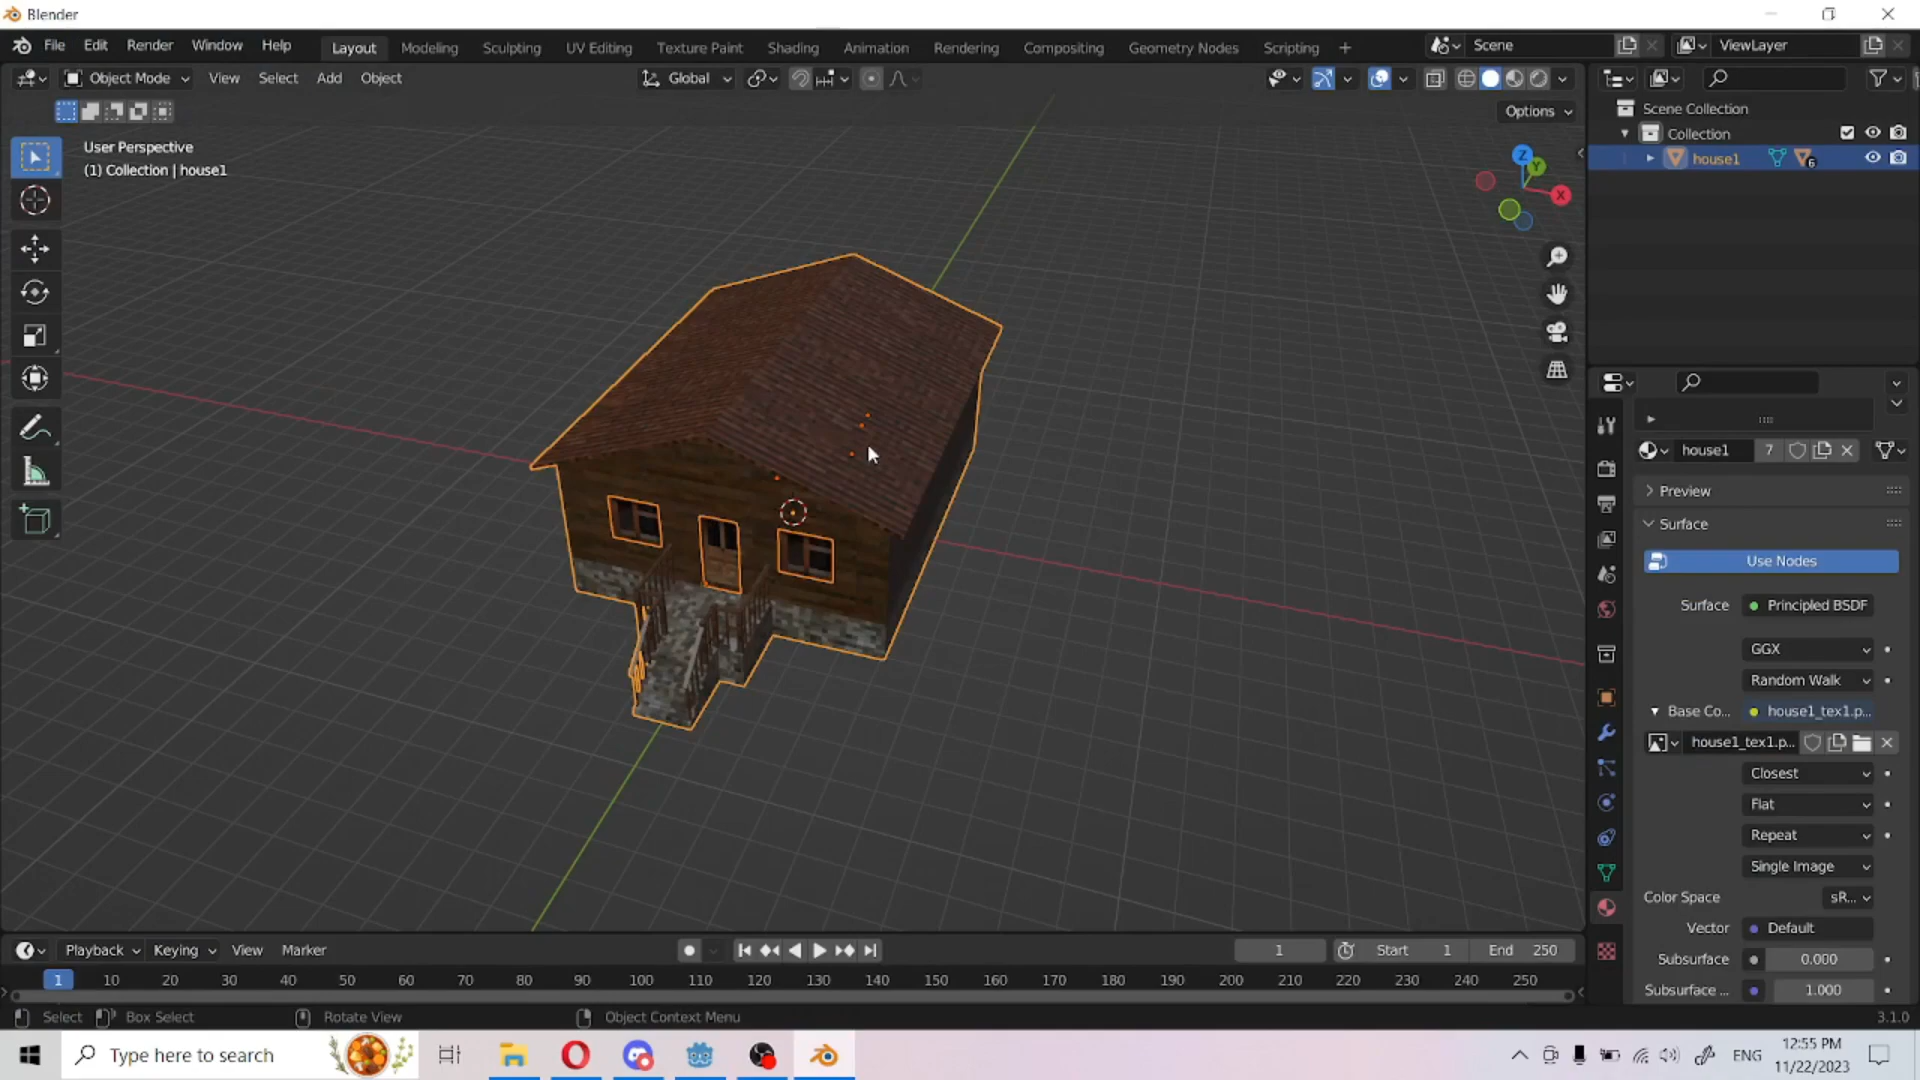 Blender
File Edit Render Window Help
Layout Modeling Sculpting UV Editing Texture Paint Shading Animation Rendering Compositing Geometry Nodes Scripting +
Scene
ViewLayer
Object Mode View Select Add Object
Global
Options
User Perspective
(1) Collection | house1
Z
Y
X
Scene Collection
Collection
house1
6
house1 7
Preview
Surface
Use Nodes
Surface Principled BSDF
GGX
Random Walk
Base Co... house1_tex1.p...
house1_tex1.p...
Closest
Flat
Repeat
Single Image
Color Space sR...
Vector Default
Subsurface 0.000
Subsurface ... 1.000
Playback Keying View Marker
1 Start 1 End 250
1 10 20 30 40 50 60 70 80 90 100 110 120 130 140 150 160 170 180 190 200 210 220 230 240 250
Select Box Select Rotate View Object Context Menu 3.1.0
Type here to search
ENG
12:55 PM
11/22/2023